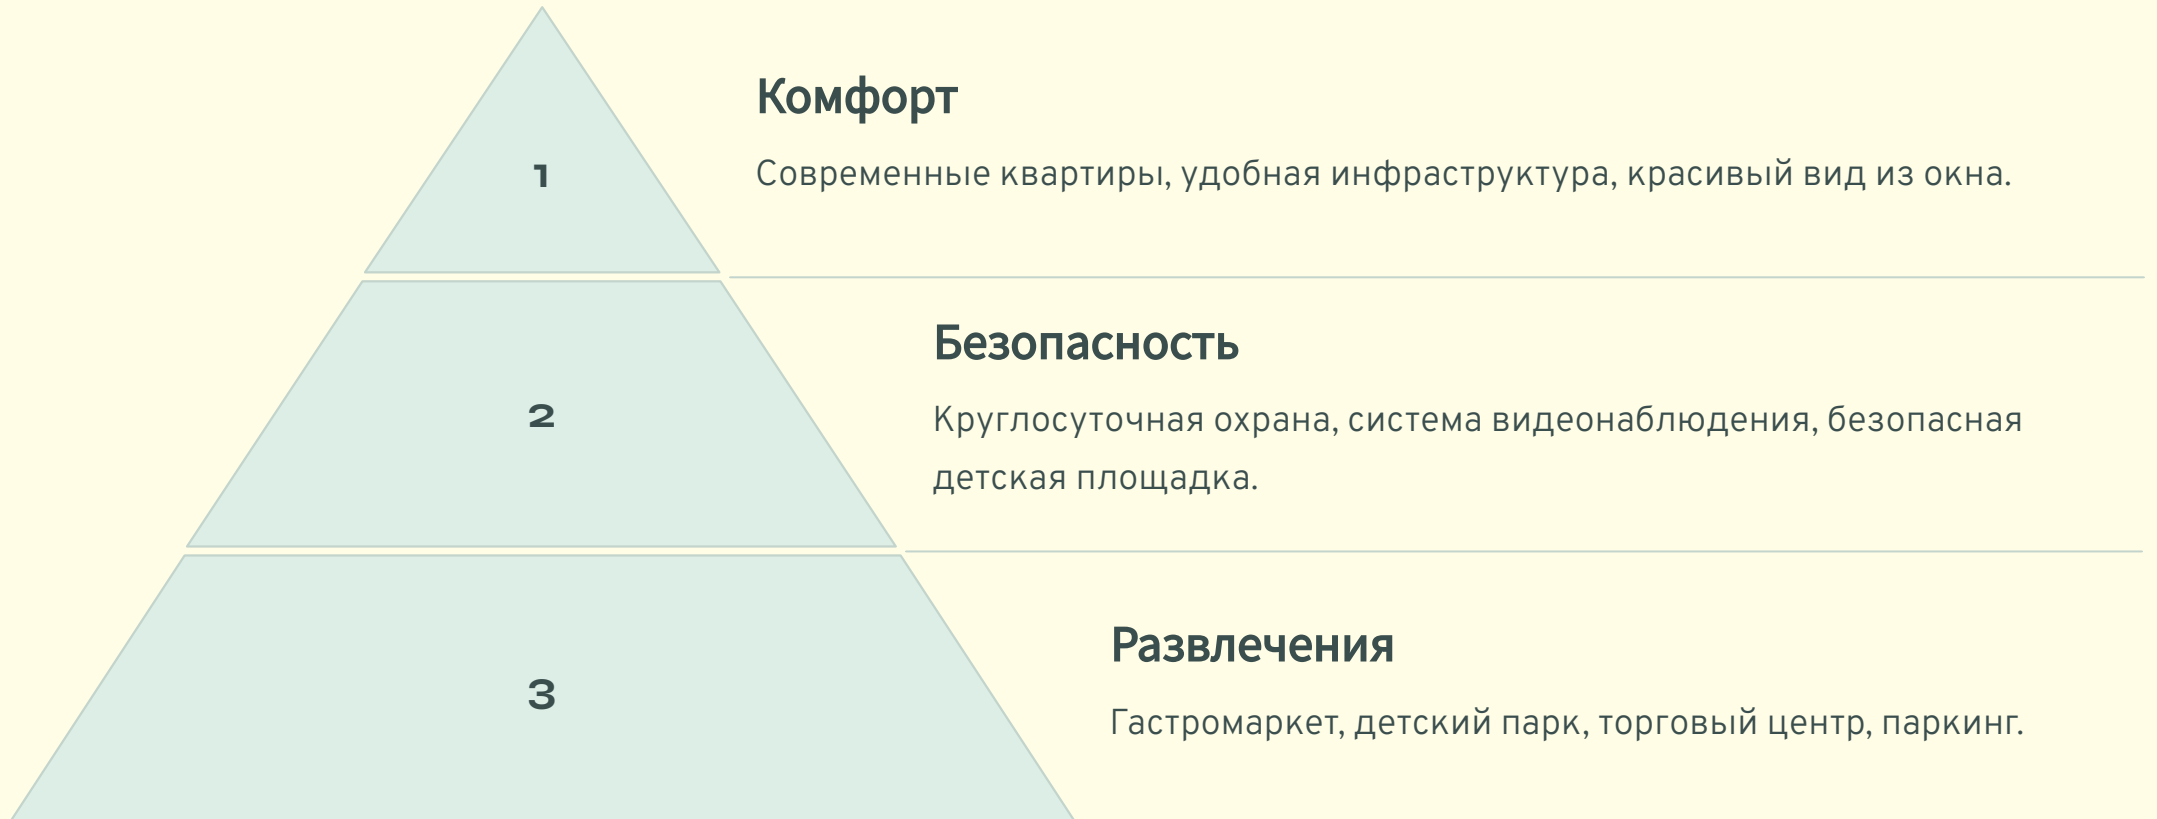 1
Комфорт
Современные квартиры, удобная инфраструктура, красивый вид из окна.
2
Безопасность
Круглосуточная охрана, система видеонаблюдения, безопасная
детская площадка.
3
Развлечения
Гастромаркет, детский парк, торговый центр, паркинг.